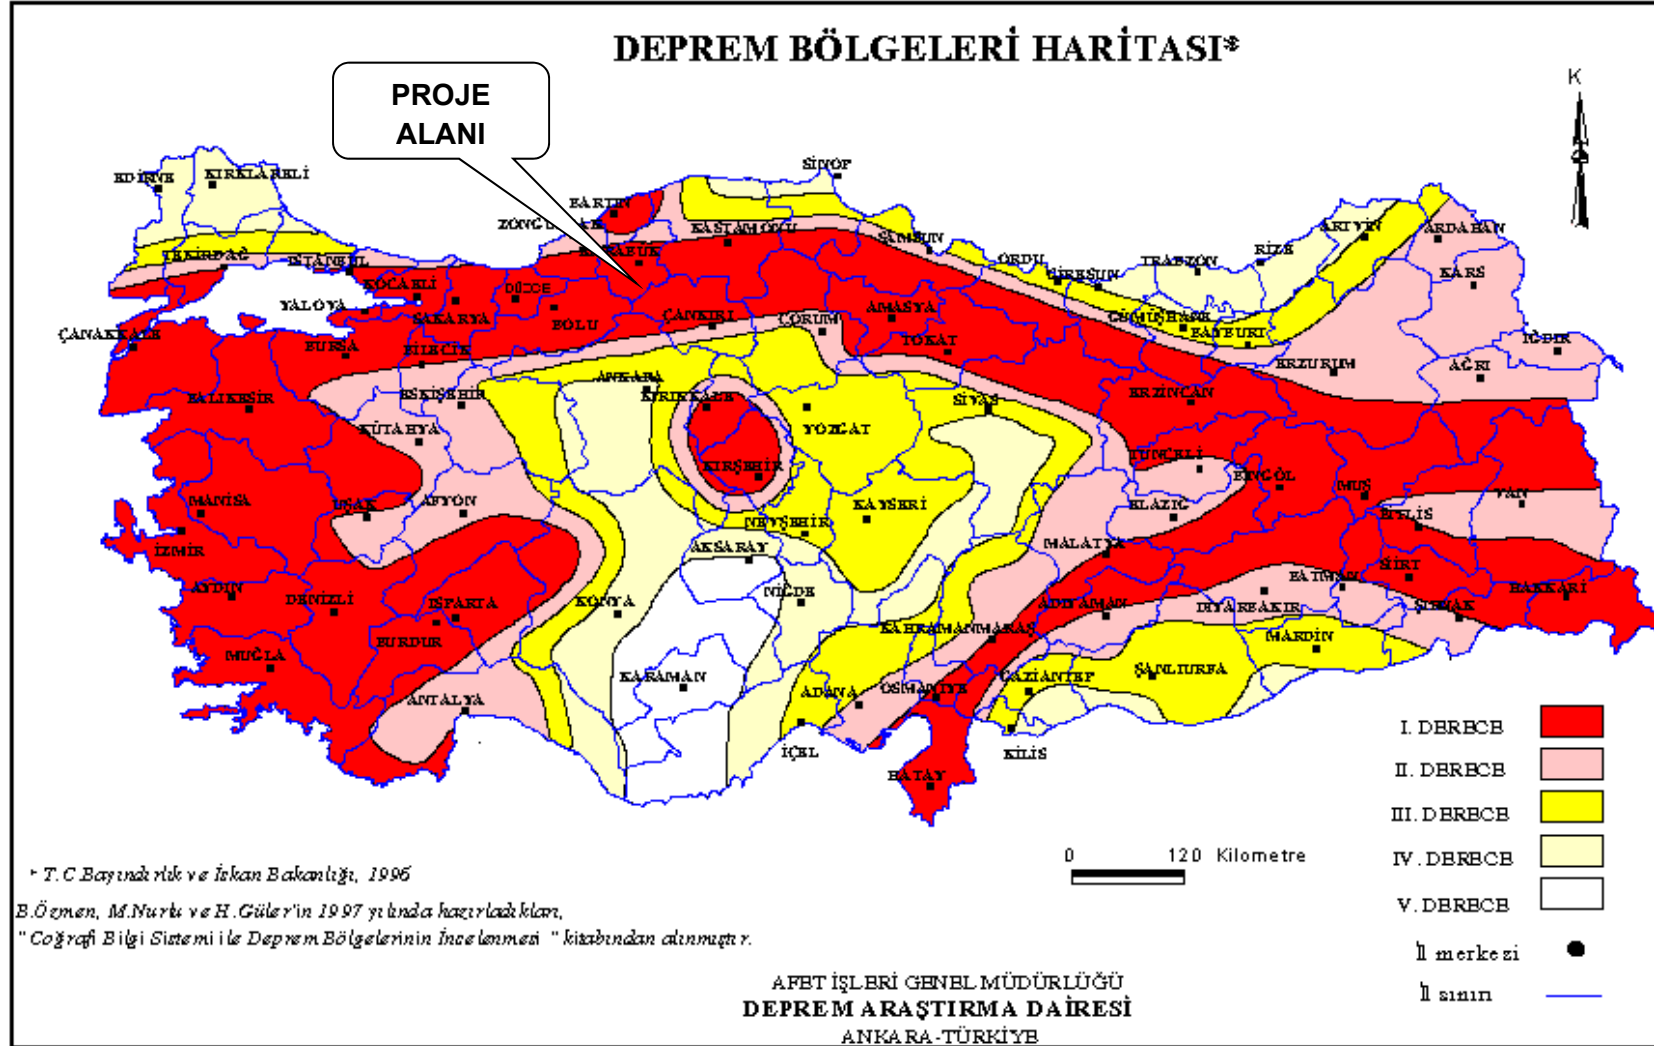 DEPREM BÖLGELERİ HARİTASI*
K
PROJE
ALANI
SİNOP
EDİRNE
KIRKLARELİ
BARTIN
KASTAMONU
SAMSUN
ARTVİN
ARDAHAN
TEKİRDAĞ
İSTANBUL
ORDU
GİRESUN
TRABZON
RİZE
KARS
KOCAELİ
DÜZCE
YALOVA
SAKARYA
BOLU
ÇANKIRI
ÇORUM
AMASYA
GÜMÜŞHANE
BAYBURT
ÇANAKKALE
BURSA
BİLECİK
TOKAT
ERZURUM
AĞRI
IĞDIR
BALIKESİR
ESKİŞEHİR
ANKARA
KIRIKKALE
SİVAS
ERZİNCAN
KÜTAHYA
YOZGAT
TUNCELİ
KIRŞEHİR
BİNGÖL
MUŞ
MANİSA
UŞAK
AFYON
KAYSERİ
ELAZIĞ
VAN
BİTLİS
İZMİR
NEVŞEHİR
AKSARAY
MALATYA
SİİRT
AYDIN
DENİZLİ
ISPARTA
KONYA
NİĞDE
ADIYAMAN
BATMAN
DİYARBAKIR
ŞIRNAK
HAKKARİ
BURDUR
KAHRAMANMARAŞ
MARDİN
MUĞLA
KARAMAN
ŞANLIURFA
ANTALYA
ADANA
OSMANİYE
GAZİANTEP
İÇEL
KİLİS
HATAY
I. DERECE
II. DERECE
III. DERECE
IV. DERECE
V. DERECE
İl merkezi
İl sınırı
0 120 Kilometre
* T.C.Bayındırlık ve İskan Bakanlığı, 1996
B.Özmen, M.Nurlu ve H.Güler'in 1997 yılında hazırladıkları,
"Coğrafi Bilgi Sistemi ile Deprem Bölgelerinin İncelenmesi " kitabından alınmıştır.
AFET İŞLERİ GENEL MÜDÜRLÜĞÜ
DEPREM ARAŞTIRMA DAİRESİ
ANKARA-TÜRKİYE